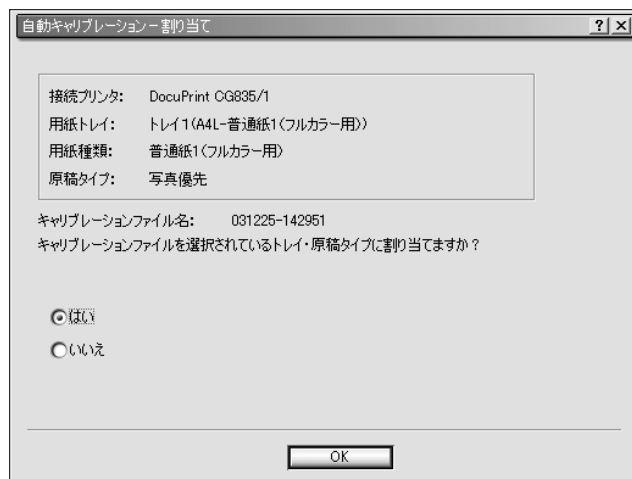 自動キャリブレーション－割り当て
接続プリンタ: DocuPrint CG835/1
用紙トレイ: トレイ1(A4L-普通紙1(フルカラー用))
用紙種類: 普通紙1(フルカラー用)
原稿タイプ: 写真優先
キャリブレーションファイル名: 031225-142951
キャリブレーションファイルを選択されているトレイ・原稿タイプに割り当てますか？
はい
いいえ
OK